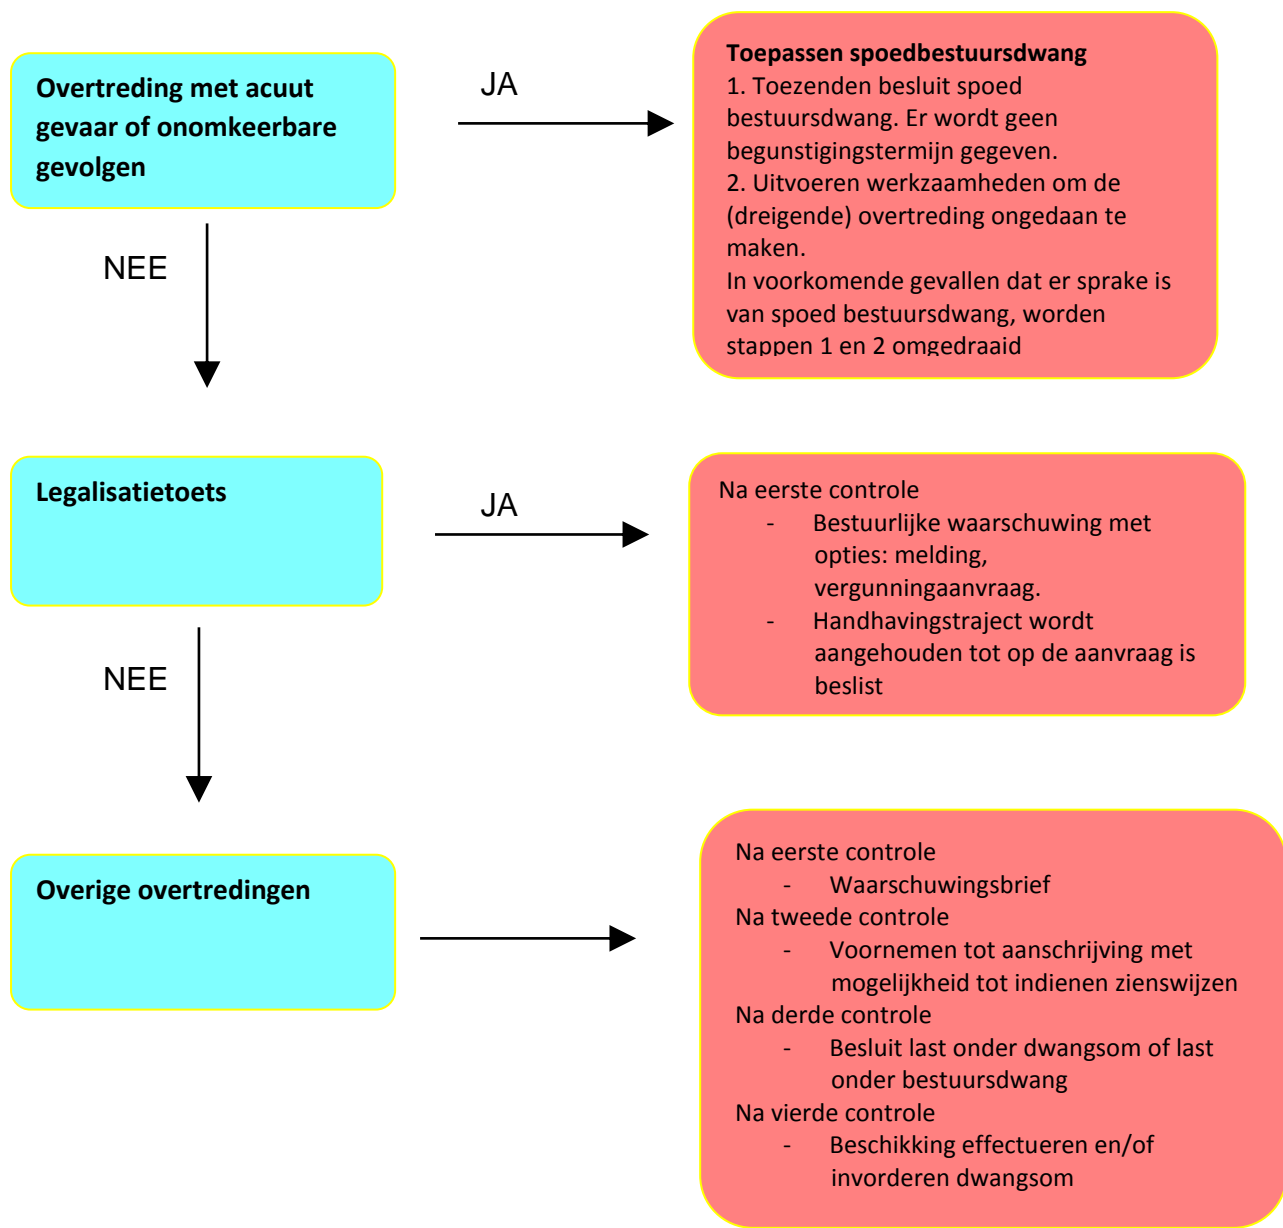 Overtreding met acuut
gevaar of onomkeerbare
gevolgen
JA
Toepassen spoedbestuursdwang
1. Toezenden besluit spoed
bestuursdwang. Er wordt geen
begunstigingstermijn gegeven.
2. Uitvoeren werkzaamheden om de
(dreigende) overtreding ongedaan te
maken.
In voorkomende gevallen dat er sprake is
van spoed bestuursdwang, worden
stappen 1 en 2 omgedraaid
NEE
Legalisatietoets
JA
Na eerste controle
- Bestuurlijke waarschuwing met
opties: melding,
vergunningaanvraag.
- Handhavingstraject wordt
aangehouden tot op de aanvraag is
beslist
NEE
Overige overtredingen
Na eerste controle
- Waarschuwingsbrief
Na tweede controle
- Voornemen tot aanschrijving met
mogelijkheid tot indienen zienswijzen
Na derde controle
- Besluit last onder dwangsom of last
onder bestuursdwang
Na vierde controle
- Beschikking effectueren en/of
invorderen dwangsom